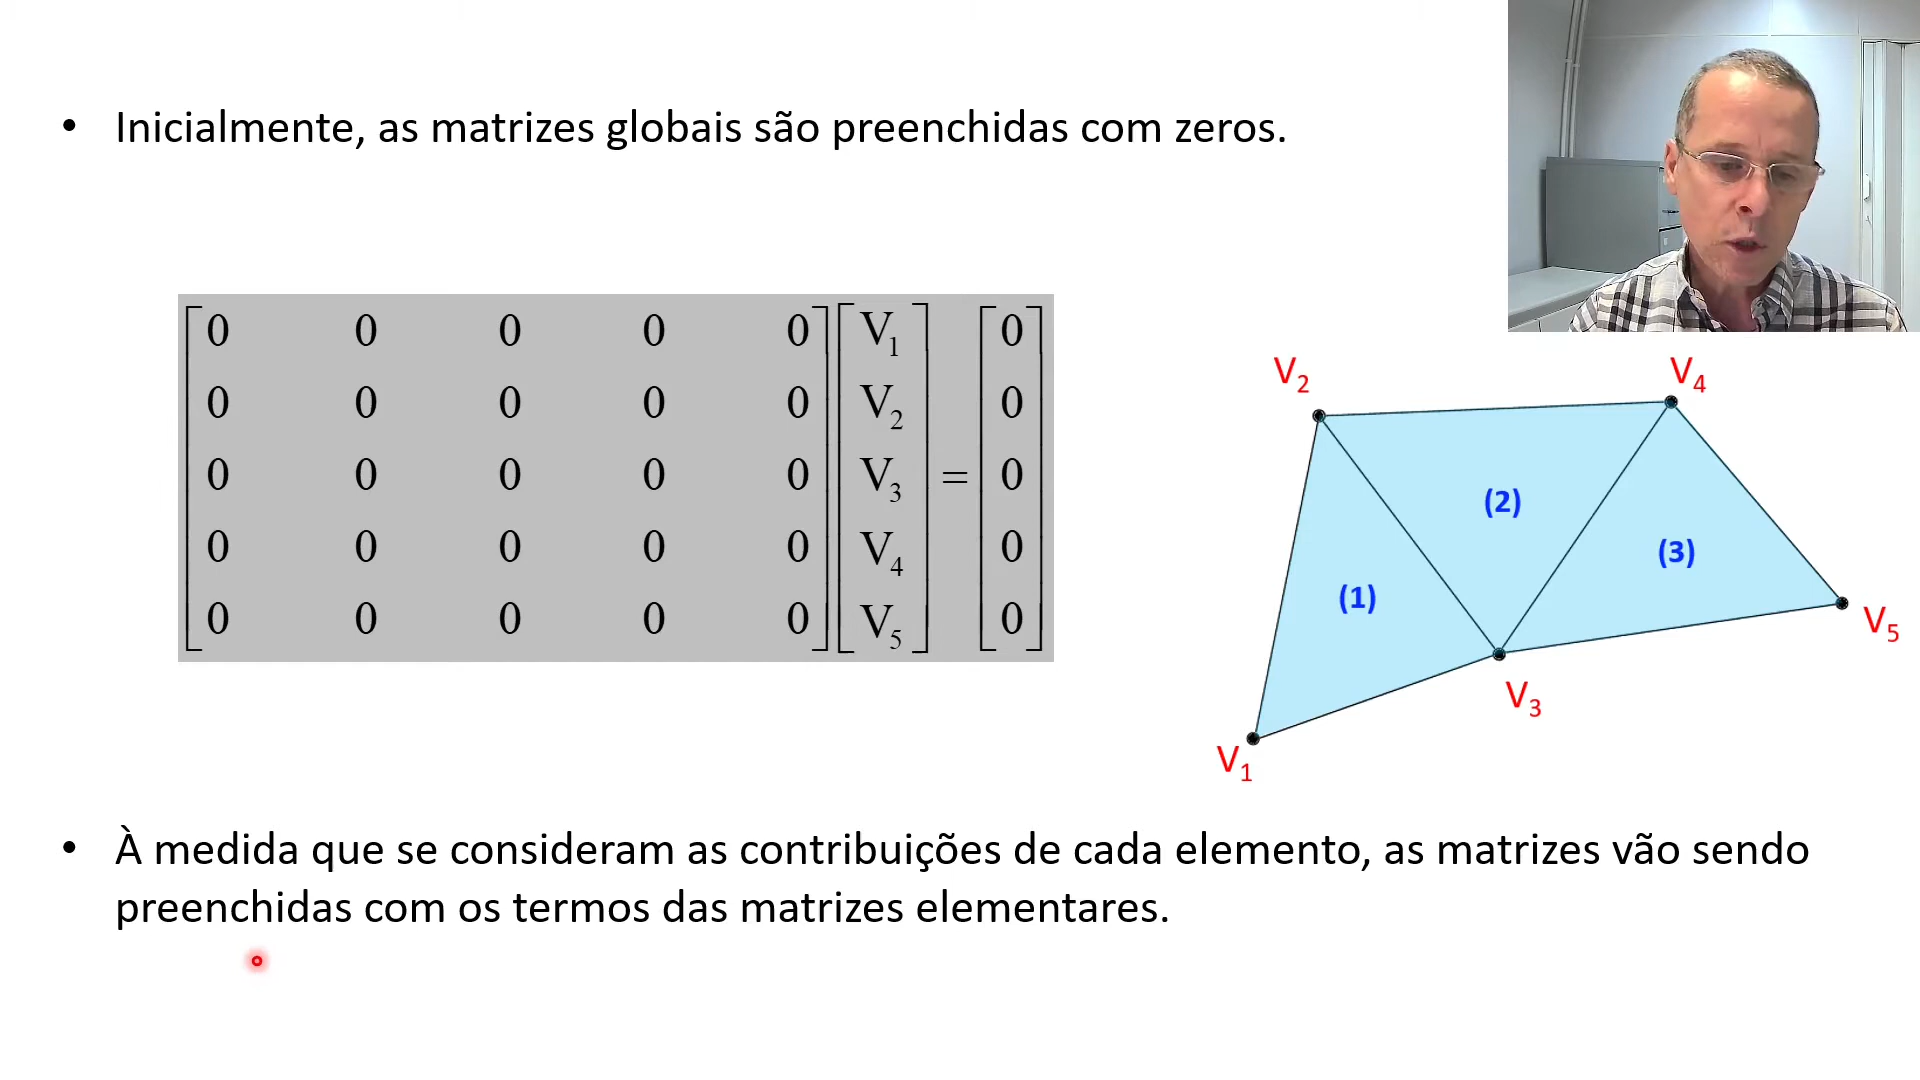 • Inicialmente, as matrizes globais são preenchidas com zeros.
0 0 0 0 0 V1 0
0 0 0 0 0 V2 0
0 0 0 0 0 V3 = 0
0 0 0 0 0 V4 0
0 0 0 0 0 V5 0
V2
V4
(2)
(3)
(1)
V5
V3
V1
• À medida que se consideram as contribuições de cada elemento, as matrizes vão sendo
preenchidas com os termos das matrizes elementares.